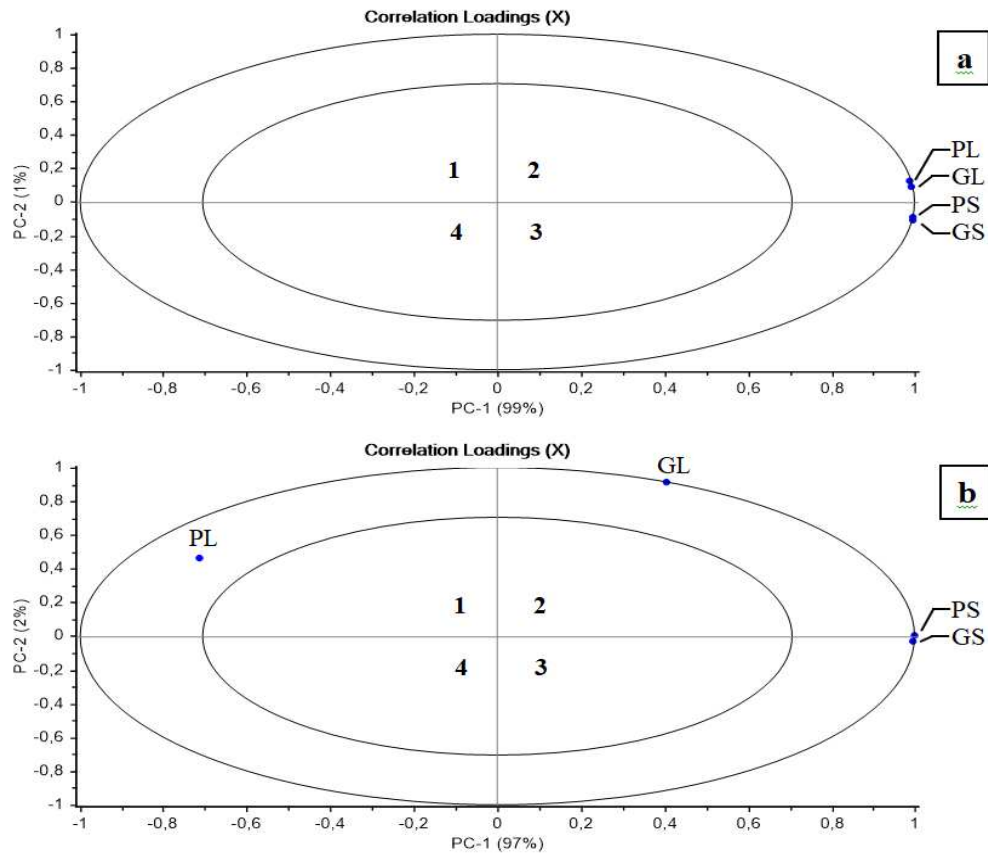 Correlation Loadings (X)
a
1
0,8
0,6
0,4
0,2
0
-0,2
-0,4
-0,6
-0,8
-1
PC-2 (1%)
1 2
4 3
PL
GL
PS
GS
-1 -0,8 -0,6 -0,4 -0,2 0 0,2 0,4 0,6 0,8 1
PC-1 (99%)
Correlation Loadings (X)
b
1
0,8
0,6
0,4
0,2
0
-0,2
-0,4
-0,6
-0,8
-1
PC-2 (2%)
GL
PL
1 2
4 3
PS
GS
-1 -0,8 -0,6 -0,4 -0,2 0 0,2 0,4 0,6 0,8 1
PC-1 (97%)